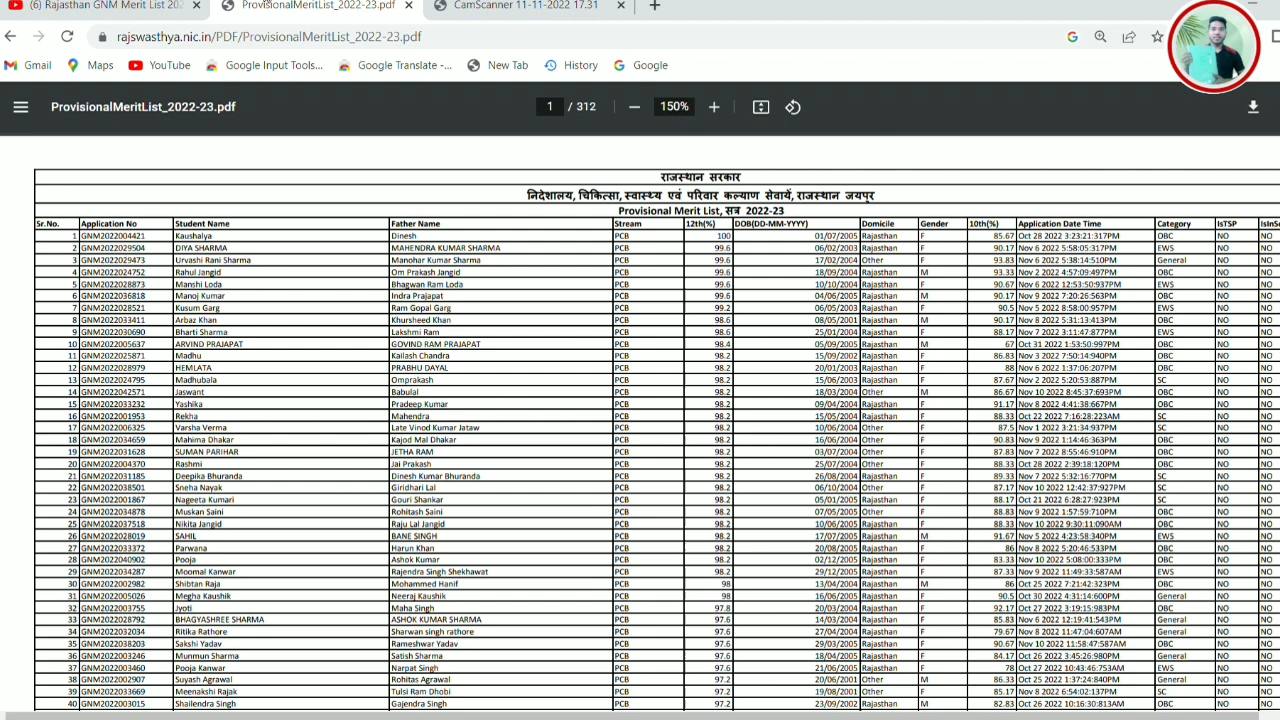 (6) Rajasthan GNM Merit List 202 ProvisionalMeritList_2022-23.pdf CamScanner 11-11-2022 17.31
rajswasthya.nic.in/PDF/ProvisionalMeritList_2022-23.pdf
Gmail Maps YouTube Google Input Tools... Google Translate -... New Tab History Google
ProvisionalMeritList_2022-23.pdf 1 / 312 150%
राजस्थान सरकार
निदेशालय, चिकित्सा, स्वास्थ्य एवं परिवार कल्याण सेवायें, राजस्थान जयपुर
Provisional Merit List, सत्र 2022-23
Sr.No. Application No Student Name Father Name Stream 12th(%) DOB(DD-MM-YYYY) Domicile Gender 10th(%) Application Date Time Category IsTSP IsInSe
1 GNM2022004421 Kaushalya Dinesh PCB 100 01/07/2005 Rajasthan F 85.67 Oct 28 2022 3:23:21:317PM OBC NO NO
2 GNM2022029504 DIYA SHARMA MAHENDRA KUMAR SHARMA PCB 99.6 06/02/2003 Rajasthan F 90.17 Nov 6 2022 5:58:05:317PM EWS NO NO
3 GNM2022029473 Urvashi Rani Sharma Manohar Kumar Sharma PCB 99.6 17/02/2004 Other F 93.83 Nov 6 2022 5:38:14:510PM General NO NO
4 GNM2022024752 Rahul Jangid Om Prakash Jangid PCB 99.6 18/09/2004 Rajasthan M 93.33 Nov 2 2022 4:57:09:497PM OBC NO NO
5 GNM2022028873 Manshi Loda Bhagwan Ram Loda PCB 99.6 10/10/2004 Rajasthan F 90.67 Nov 6 2022 12:53:50:937PM EWS NO NO
6 GNM2022036818 Manoj Kumar Indra Prajapat PCB 99.6 04/06/2005 Rajasthan M 90.17 Nov 9 2022 7:20:26:563PM OBC NO NO
7 GNM2022028521 Kusum Garg Ram Gopal Garg PCB 99.2 06/05/2003 Rajasthan F 90.5 Nov 5 2022 8:58:00:957PM EWS NO NO
8 GNM2022033411 Arbaz Khan Khursheed Khan PCB 98.6 08/05/2001 Rajasthan M 90.17 Nov 8 2022 5:31:13:413PM OBC NO NO
9 GNM2022030690 Bharti Sharma Lakshmi Ram PCB 98.6 25/01/2004 Rajasthan F 88.17 Nov 7 2022 3:11:47:877PM EWS NO NO
10 GNM2022005637 ARVIND PRAJAPAT GOVIND RAM PRAJAPAT PCB 98.4 05/09/2005 Rajasthan M 67 Oct 31 2022 1:53:50:997PM OBC NO NO
11 GNM2022025871 Madhu Kailash Chandra PCB 98.2 15/09/2002 Rajasthan F 86.83 Nov 3 2022 7:50:14:940PM OBC NO NO
12 GNM2022028979 HEMLATA PRABHU DAYAL PCB 98.2 20/01/2003 Rajasthan F 88 Nov 6 2022 1:37:06:207PM OBC NO NO
13 GNM2022024795 Madhubala Omprakash PCB 98.2 15/06/2003 Rajasthan F 87.67 Nov 2 2022 5:20:53:887PM SC NO NO
14 GNM2022042571 Jaswant Babulal PCB 98.2 18/03/2004 Other M 86.67 Nov 10 2022 8:45:37:693PM OBC NO NO
15 GNM2022033232 Yashika Pradeep Kumar PCB 98.2 09/04/2004 Rajasthan F 91.17 Nov 8 2022 4:41:38:667PM OBC NO NO
16 GNM2022001953 Rekha Mahendra PCB 98.2 15/05/2004 Rajasthan F 88.33 Oct 22 2022 7:16:28:223AM SC NO NO
17 GNM2022006325 Varsha Verma Late Vinod Kumar Jataw PCB 98.2 10/06/2004 Other F 87.5 Nov 1 2022 3:21:34:937PM SC NO NO
18 GNM2022034659 Mahima Dhakar Kajod Mal Dhakar PCB 98.2 16/06/2004 Other F 90.83 Nov 9 2022 1:14:46:363PM OBC NO NO
19 GNM2022031628 SUMAN PARIHAR JETHA RAM PCB 98.2 03/07/2004 Other F 87.83 Nov 7 2022 8:55:46:910PM OBC NO NO
20 GNM2022004370 Rashmi Jai Prakash PCB 98.2 25/07/2004 Rajasthan F 88.33 Oct 28 2022 2:39:18:120PM OBC NO NO
21 GNM2022031185 Deepika Bhuranda Dinesh Kumar Bhuranda PCB 98.2 26/08/2004 Rajasthan F 89.33 Nov 7 2022 5:32:16:770PM SC NO NO
22 GNM2022038501 Sneha Nayak Giridhari Lal PCB 98.2 06/10/2004 Other F 87.17 Nov 10 2022 12:42:37:927PM SC NO NO
23 GNM2022001867 Nageeta Kumari Gouri Shankar PCB 98.2 05/01/2005 Rajasthan F 88.17 Oct 21 2022 6:28:27:923PM SC NO NO
24 GNM2022034878 Muskan Saini Rohitash Saini PCB 98.2 07/05/2005 Other F 88.83 Nov 9 2022 1:57:59:710PM OBC NO NO
25 GNM2022037518 Nikita Jangid Raju Lal Jangid PCB 98.2 10/06/2005 Rajasthan F 88.33 Nov 10 2022 9:30:11:090AM OBC NO NO
26 GNM2022028019 SAHIL BANE SINGH PCB 98.2 17/07/2005 Rajasthan M 91.67 Nov 5 2022 4:23:58:340PM EWS NO NO
27 GNM2022033372 Parwana Harun Khan PCB 98.2 20/08/2005 Rajasthan F 86 Nov 8 2022 5:20:46:533PM OBC NO NO
28 GNM2022040902 Pooja Ashok Kumar PCB 98.2 02/12/2005 Rajasthan F 83.33 Nov 10 2022 5:08:00:333PM OBC NO NO
29 GNM2022034287 Moomal Kanwar Rajendra Singh Shekhawat PCB 98.2 29/12/2005 Rajasthan F 87.33 Nov 9 2022 11:49:33:587AM EWS NO NO
30 GNM2022002982 Shibtan Raja Mohammed Hanif PCB 98 13/04/2004 Rajasthan M 86 Oct 25 2022 7:21:42:323PM OBC NO NO
31 GNM2022005026 Megha Kaushik Neeraj Kaushik PCB 98 16/06/2005 Rajasthan F 90.5 Oct 30 2022 4:31:14:600PM General NO NO
32 GNM2022003755 Jyoti Maha Singh PCB 97.8 20/03/2004 Rajasthan F 92.17 Oct 27 2022 3:19:15:983PM OBC NO NO
33 GNM2022028792 BHAGYASHREE SHARMA ASHOK KUMAR SHARMA PCB 97.6 14/03/2004 Rajasthan F 85.83 Nov 6 2022 12:19:41:543PM General NO NO
34 GNM2022032034 Ritika Rathore Sharwan singh rathore PCB 97.6 27/04/2004 Rajasthan F 79.67 Nov 8 2022 11:47:04:607AM General NO NO
35 GNM2022038203 Sakshi Yadav Rameshwar Yadav PCB 97.6 29/03/2005 Rajasthan F 90.67 Nov 10 2022 11:58:47:587AM OBC NO NO
36 GNM2022003246 Munmun Sharma Satish Sharma PCB 97.6 18/04/2005 Rajasthan F 84.17 Oct 26 2022 3:45:26:980PM General NO NO
37 GNM2022003460 Pooja Kanwar Narpat Singh PCB 97.6 21/06/2005 Rajasthan F 78 Oct 27 2022 10:43:46:753AM EWS NO NO
38 GNM2022002907 Suyash Agrawal Rohitas Agrawal PCB 97.2 20/06/2001 Other M 86.33 Oct 25 2022 1:37:24:840PM General NO NO
39 GNM2022033669 Meenakshi Rajak Tulsi Ram Dhobi PCB 97.2 19/08/2001 Other F 85.17 Nov 8 2022 6:54:02:137PM SC NO NO
40 GNM2022003015 Shailendra Singh Gajendra Singh PCB 97.2 23/09/2002 Rajasthan M 82.83 Oct 26 2022 10:16:30:813AM OBC NO NO